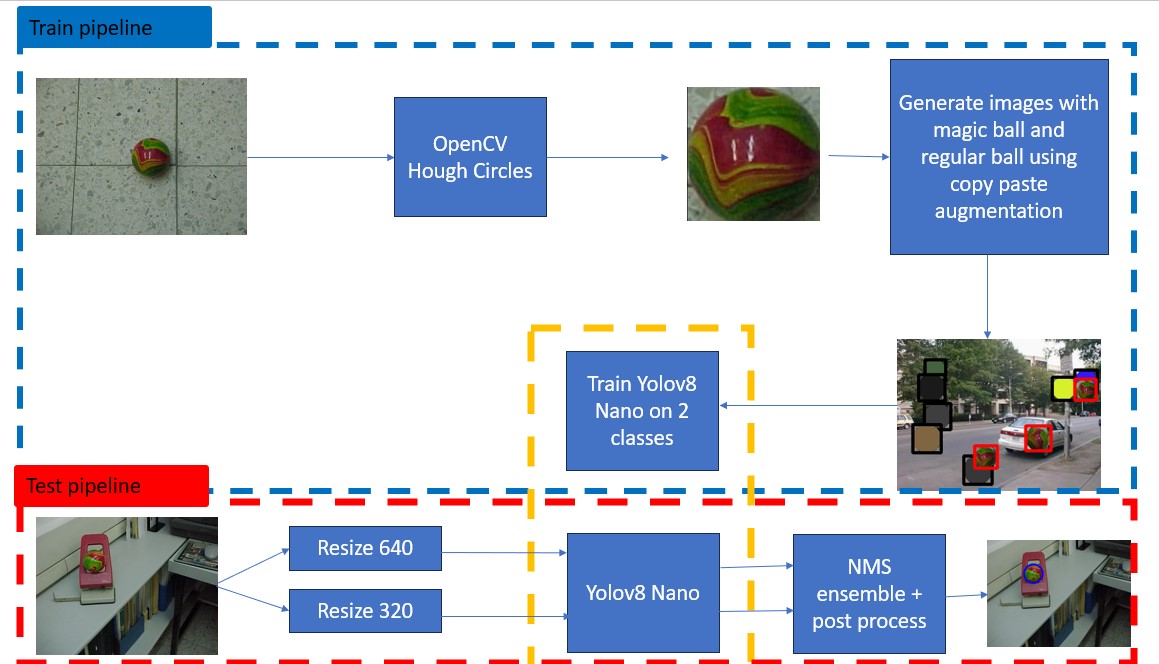 Train pipeline
OpenCV
Hough Circles
Generate images with
magic ball and
regular ball using
copy paste
augmentation
Train Yolov8
Nano on 2
classes
Test pipeline
Resize 640
Resize 320
Yolov8 Nano
NMS
ensemble +
post process